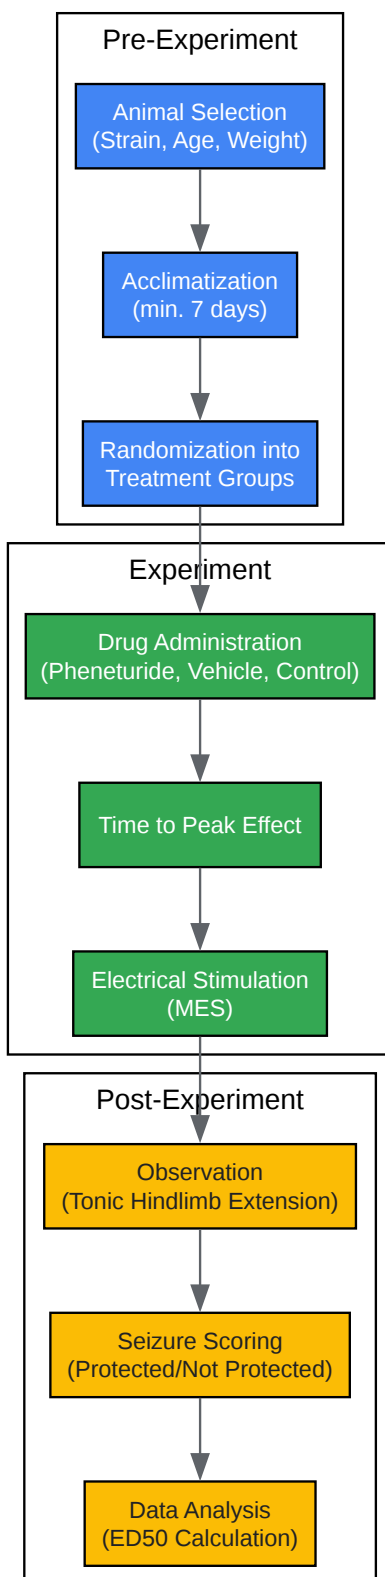 Pre-Experiment
Animal Selection
(Strain, Age, Weight)
Acclimatization
(min. 7 days)
Randomization into
Treatment Groups
Experiment
Drug Administration
(Pheneturide, Vehicle, Control)
Time to Peak Effect
Electrical Stimulation
(MES)
Post-Experiment
Observation
(Tonic Hindlimb Extension)
Seizure Scoring
(Protected/Not Protected)
Data Analysis
(ED50 Calculation)